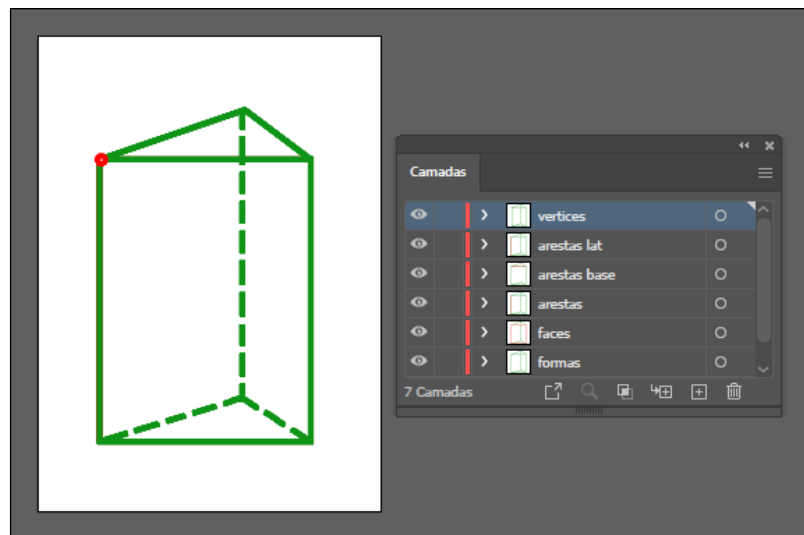 Camadas
vertices
arestas lat
arestas base
arestas
faces
formas
7 Camadas